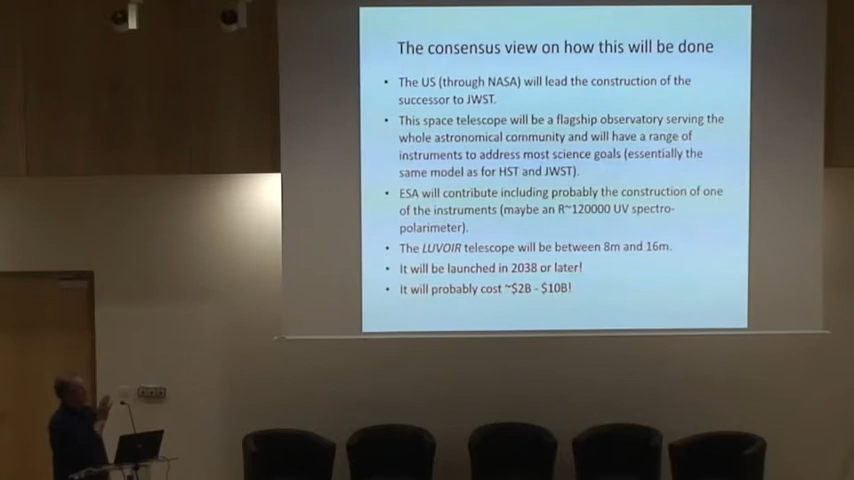 The consensus view on how this will be done
• The US (through NASA) will lead the construction of the
successor to JWST.
• This space telescope will be a flagship observatory serving the
whole astronomical community and will have a range of
instruments to address most science goals (essentially the
same model as for HST and JWST).
• ESA will contribute including probably the construction of one
of the instruments (maybe an R~120000 UV spectro-
polarimeter).
• The LUVOIR telescope will be between 8m and 16m.
• It will be launched in 2038 or later!
• It will probably cost ~$2B - $10B!